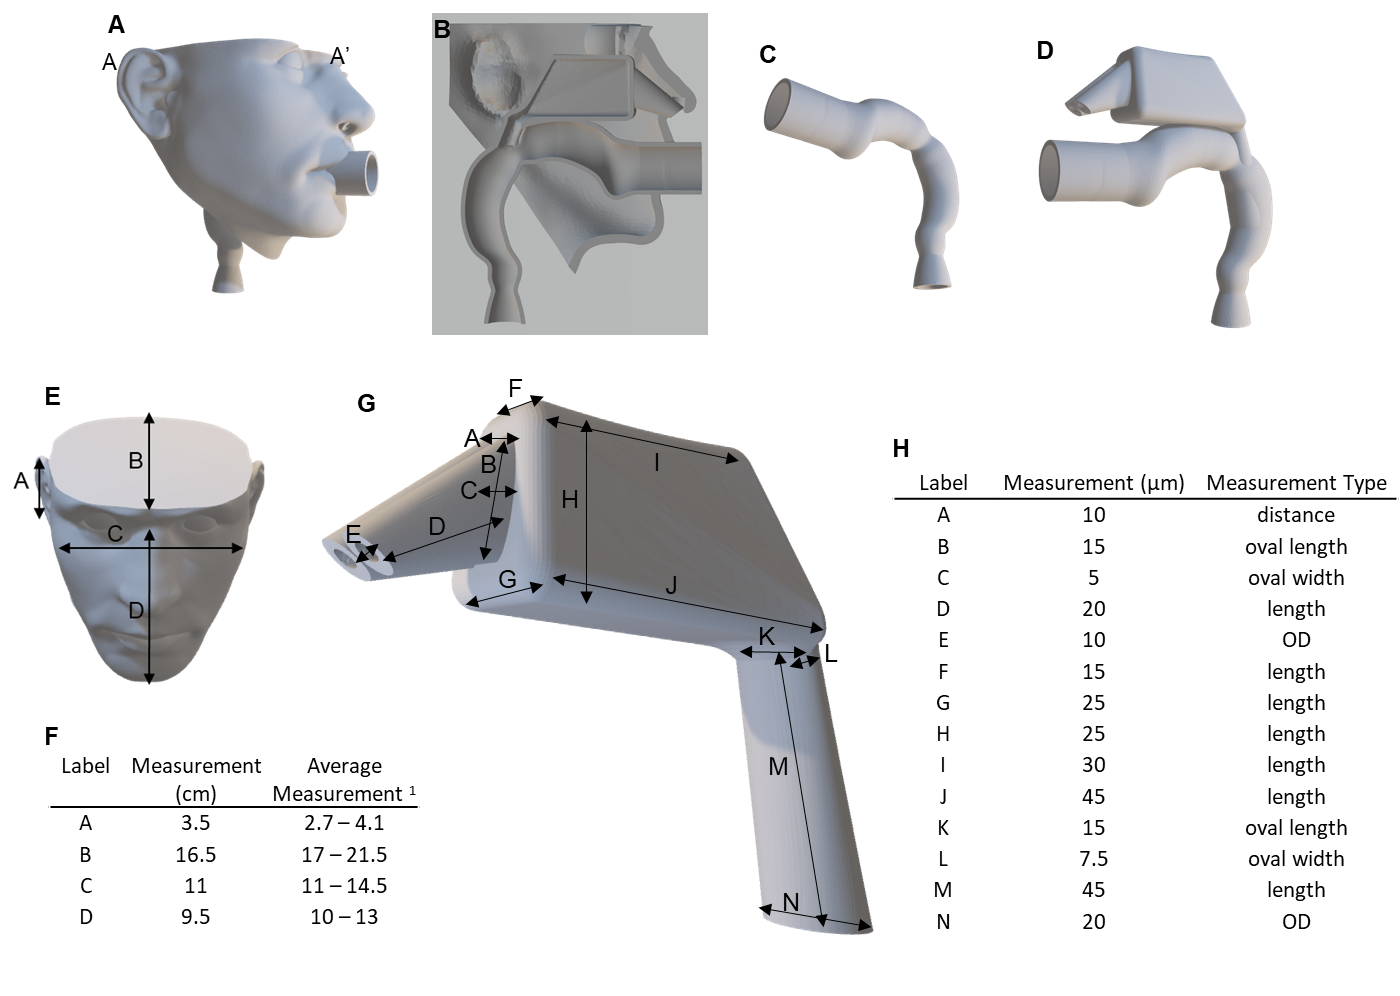 A
A
A’
B
C
D
E
A
B
C
D
F
Label Measurement (cm) Average Measurement ¹
A 3.5 2.7 – 4.1
B 16.5 17 – 21.5
C 11 11 – 14.5
D 9.5 10 – 13
G
F
A
B
C
D
E
G
H
I
J
K
L
M
N
H
Label Measurement (µm) Measurement Type
A 10 distance
B 15 oval length
C 5 oval width
D 20 length
E 10 OD
F 15 length
G 25 length
H 25 length
I 30 length
J 45 length
K 15 oval length
L 7.5 oval width
M 45 length
N 20 OD